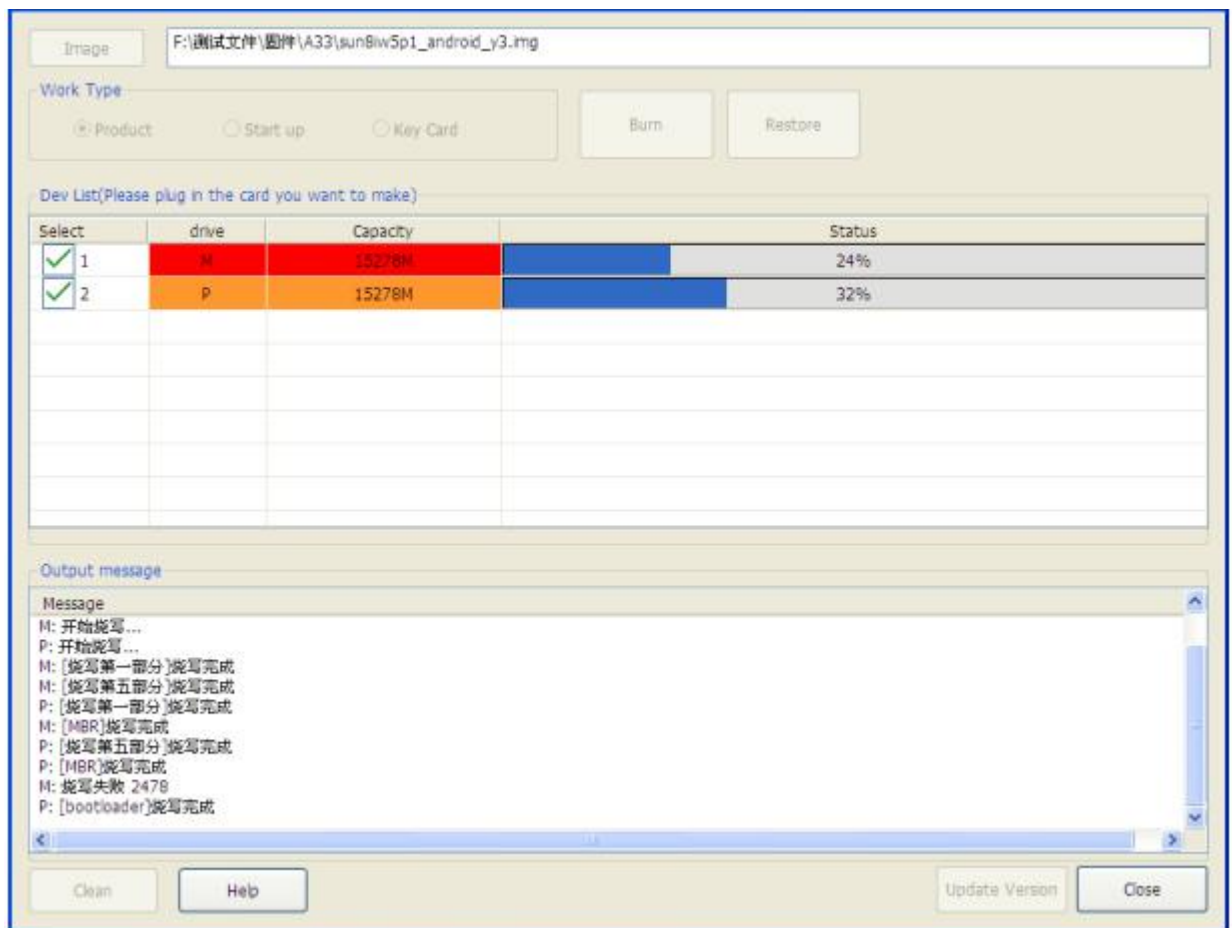 Image
F:\测试文件\固件\A33\sun8iw5p1_android_y3.img
Work Type
Product Start up Key Card
Burn
Restore
Dev List(Please plug in the card you want to make)
Select drive Capacity Status
1 M 15278M 24%
2 P 15278M 32%
Output message
Message
M: 开始烧写...
P: 开始烧写...
M: [烧写第一部分]烧写完成
M: [烧写第五部分]烧写完成
P: [烧写第一部分]烧写完成
M: [MBR]烧写完成
P: [烧写第五部分]烧写完成
P: [MBR]烧写完成
M: 烧写失败 2478
P: [bootloader]烧写完成
Clean Help Update Version Close